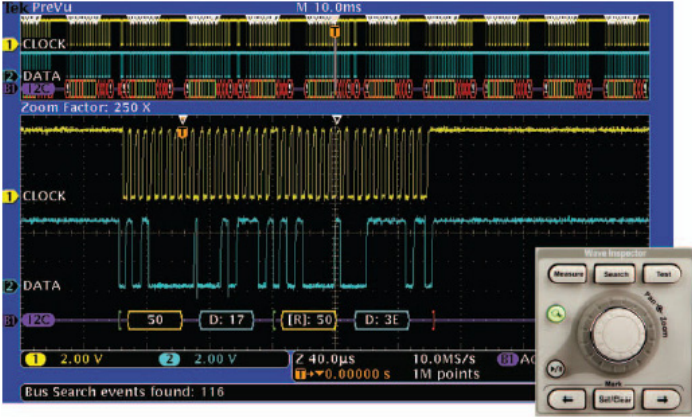 Tek PreVu M 10.0ms
1 CLOCK
2 DATA
B1 I2C
Zoom Factor: 250 X
T
1 CLOCK
2 DATA
B1 I2C [ 50 D: 17 [R]: 50 D: 3E ]
1 2.00 V 2 2.00 V Z 40.0µs 10.0MS/s B1
T→▼0.00000 s 1M points
Bus Search events found: 116
Wave Inspector
Measure Search Test
Pan Zoom
Mark
← Set/Clear →